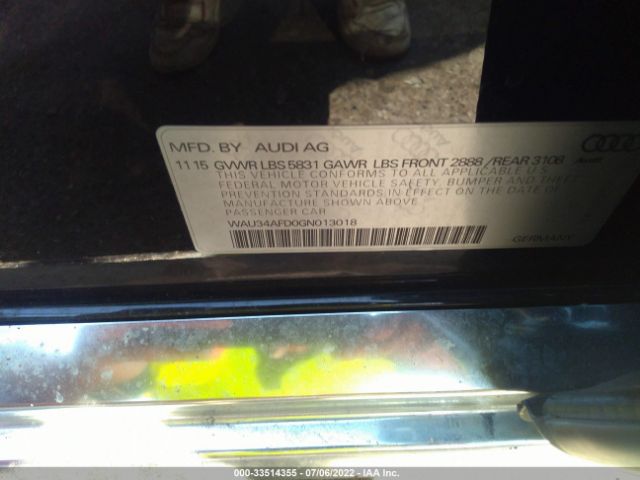 MFD. BY AUDI AG
11 15 GVWR LBS 5831 GAWR LBS FRONT 2888 /REAR 3108
THIS VEHICLE CONFORMS TO ALL APPLICABLE U.S.
FEDERAL MOTOR VEHICLE SAFETY, BUMPER AND THEFT
PREVENTION STANDARDS IN EFFECT ON THE DATE OF
MANUFACTURE SHOWN ABOVE.
PASSENGER CAR
WAU34AFD0GN013018
GERMANY
Audi
000-33514355 - 07/06/2022 - IAA Inc.